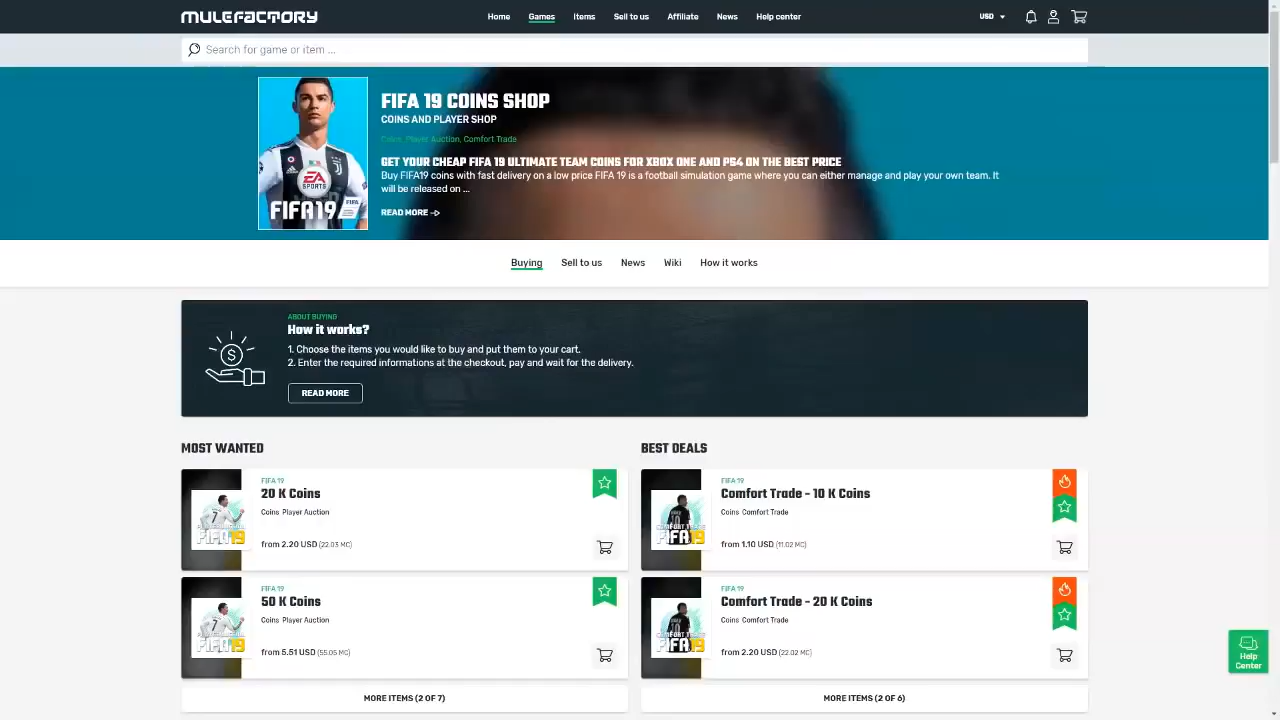 MULEFACTORY
Home Games Items Sell to us Affiliate News Help center
USD
Search for game or item ...
FIFA 19 COINS SHOP
COINS AND PLAYER SHOP
Coins, Player Auction, Comfort Trade
GET YOUR CHEAP FIFA 19 ULTIMATE TEAM COINS FOR XBOX ONE AND PS4 ON THE BEST PRICE
Buy FIFA19 coins with fast delivery on a low price FIFA 19 is a football simulation game where you can either manage and play your own team. It
will be released on ...
READ MORE
EA
SPORTS
FIFA19
Buying Sell to us News Wiki How it works
ABOUT BUYING
How it works?
1. Choose the items you would like to buy and put them to your cart.
2. Enter the required informations at the checkout, pay and wait for the delivery.
READ MORE
MOST WANTED
FIFA 19
20 K Coins
Coins Player Auction
from 2.20 USD (22.03 MC)
FIFA 19
50 K Coins
Coins Player Auction
from 5.51 USD (55.06 MC)
MORE ITEMS (2 OF 7)
BEST DEALS
FIFA 19
Comfort Trade - 10 K Coins
Coins Comfort Trade
from 1.10 USD (11.02 MC)
FIFA 19
Comfort Trade - 20 K Coins
Coins Comfort Trade
from 2.20 USD (22.02 MC)
MORE ITEMS (2 OF 6)
Help
Center